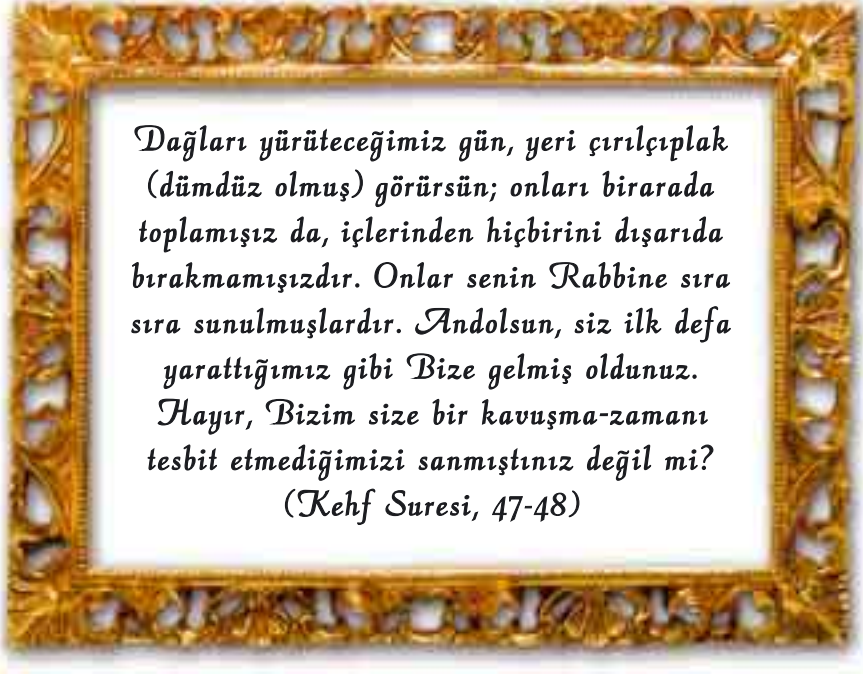 Dağları yürüteceğimiz gün, yeri çırılçıplak
(dümdüz olmuş) görürsün; onları birarada
toplamışız da, içlerinden hiçbirini dışarıda
bırakmamışızdır. Onlar senin Rabbine sıra
sıra sunulmuşlardır. Andolsun, siz ilk defa
yarattığımız gibi Bize gelmiş oldunuz.
Hayır, Bizim size bir kavuşma-zamanı
tesbit etmediğimizi sanmıştınız değil mi?
(Kehf Suresi, 47-48)